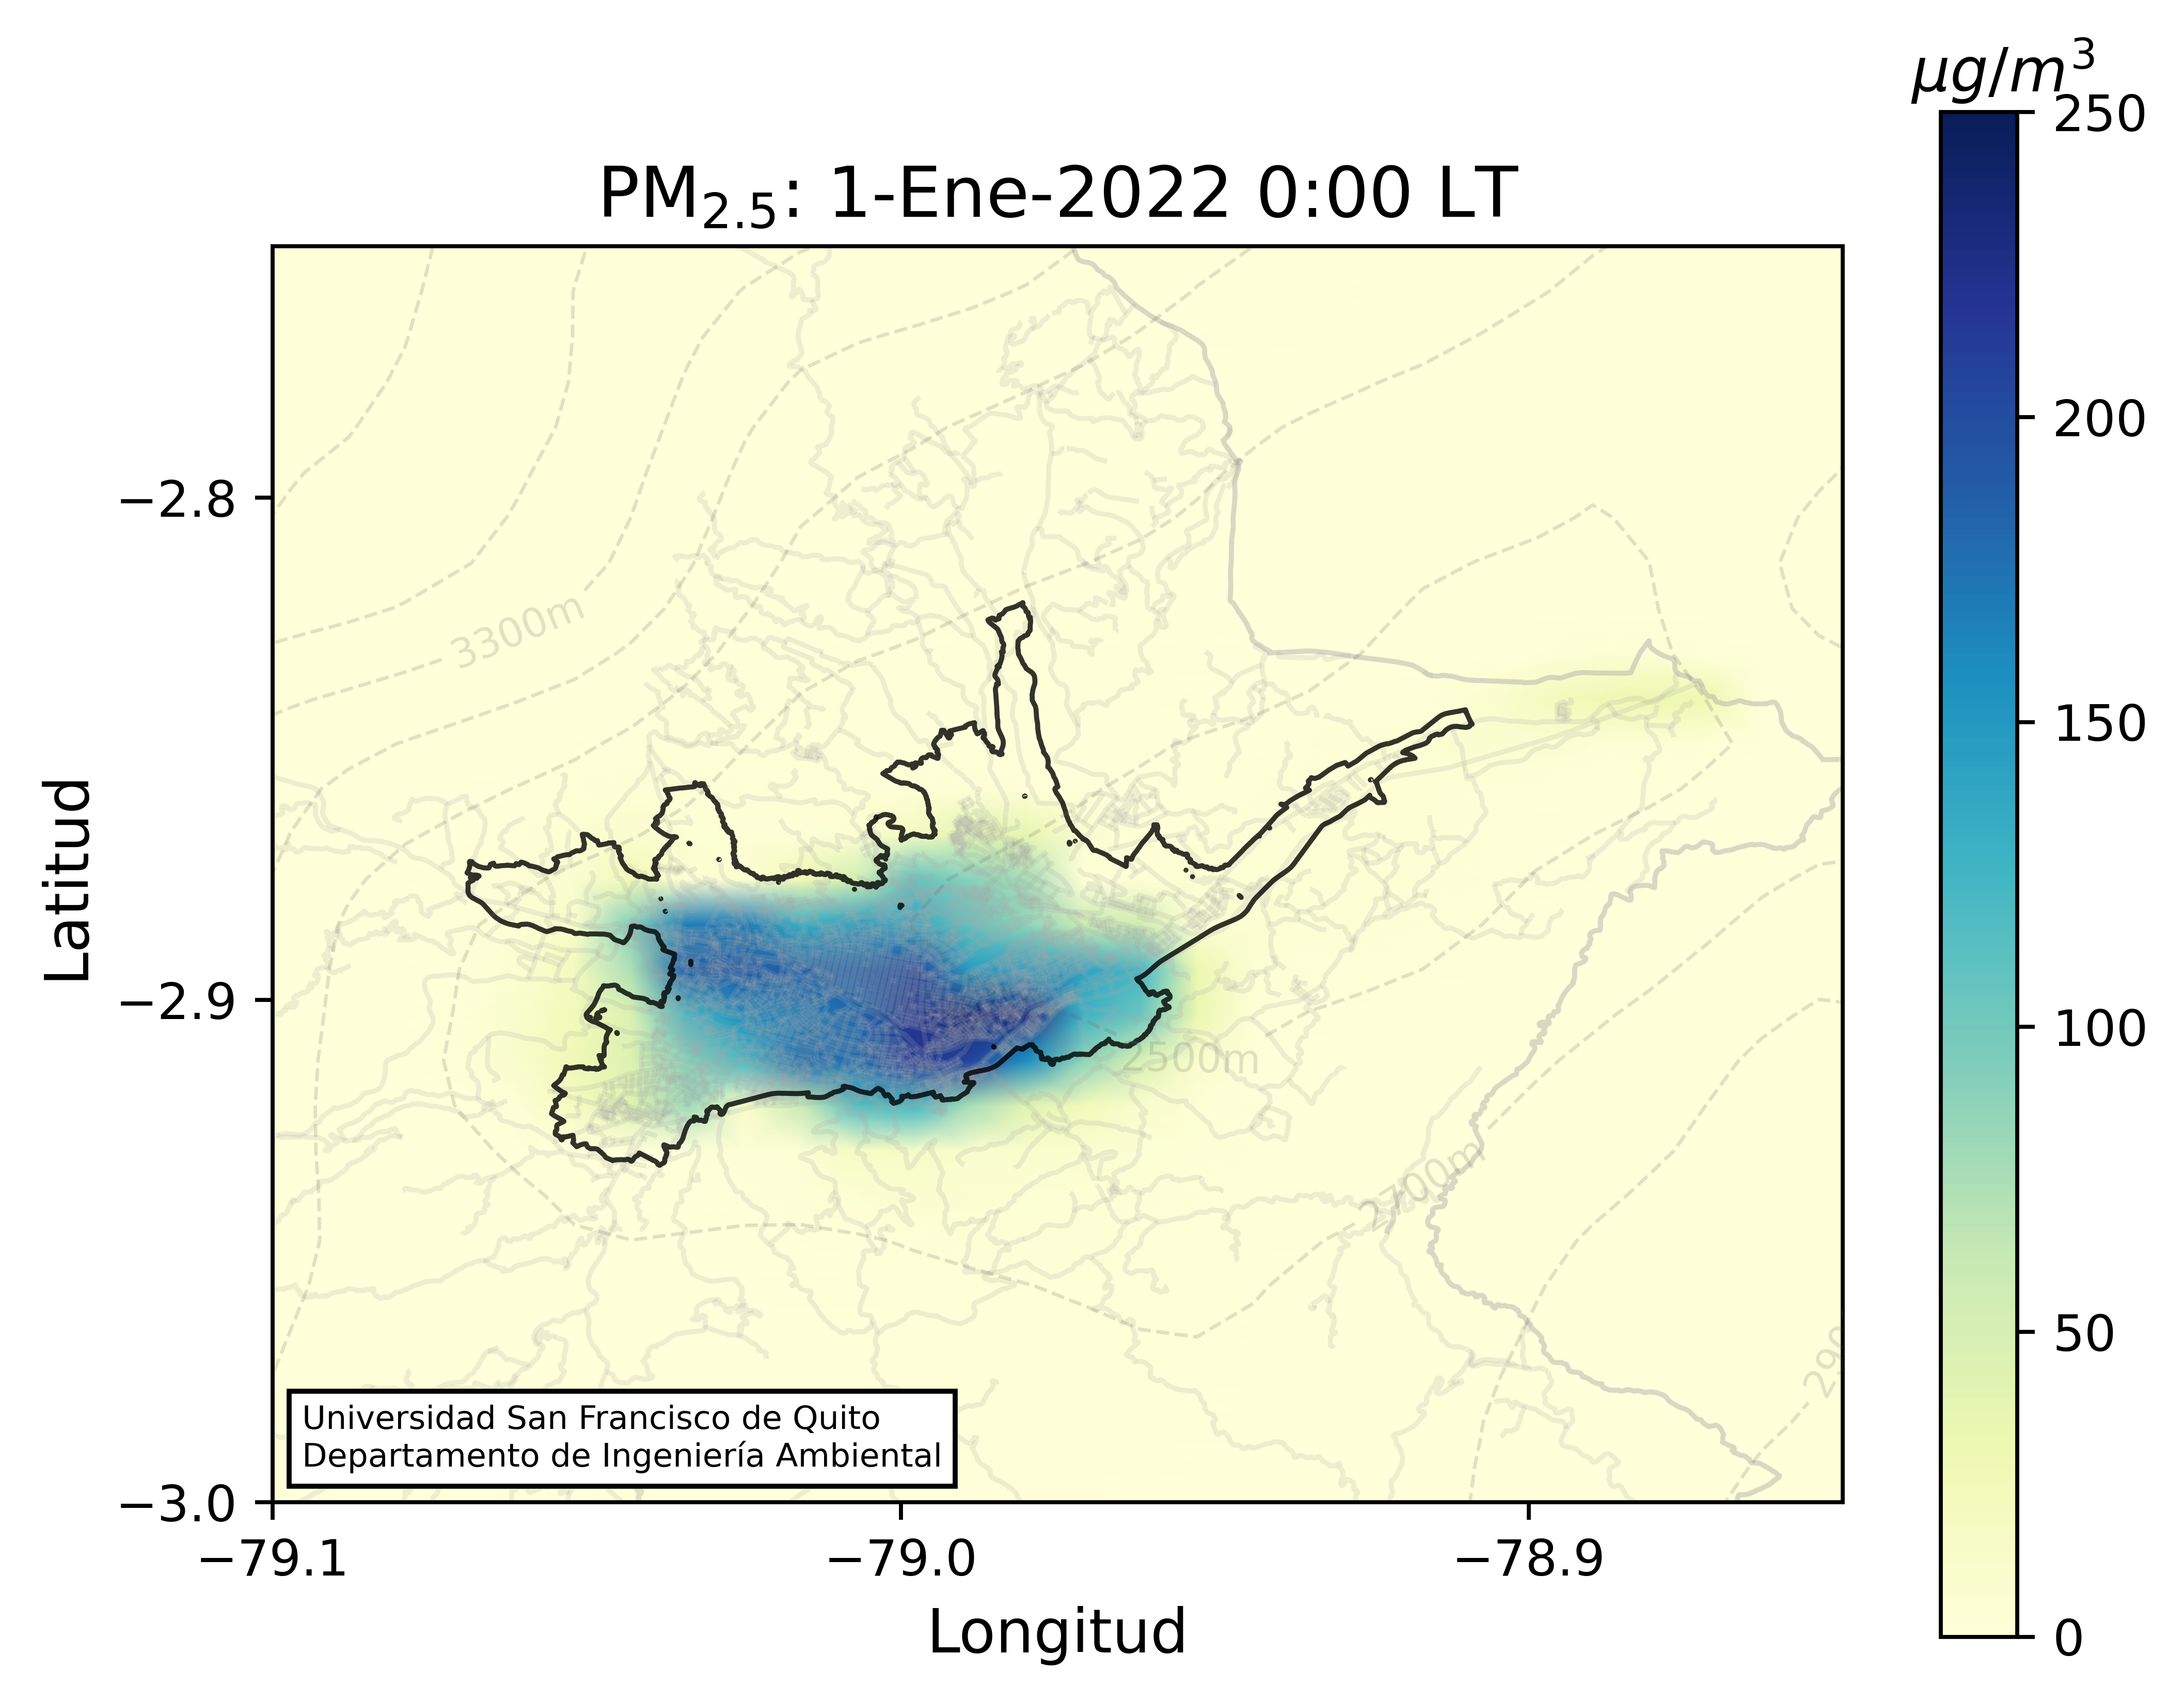 μg/m³
PM₂.₅: 1-Ene-2022 0:00 LT
250
200
150
100
50
0
Latitud
−2.8
−2.9
−3.0
3300m
2500m
2700m
Universidad San Francisco de Quito
Departamento de Ingeniería Ambiental
−79.1
−79.0
−78.9
Longitud